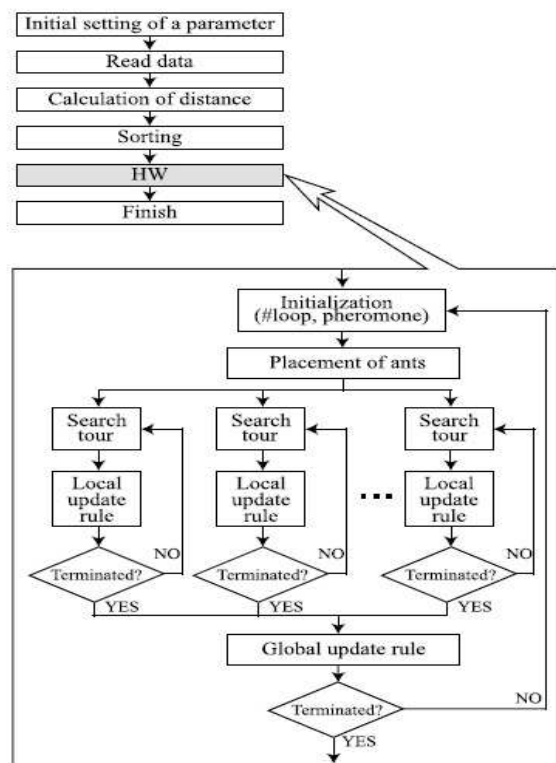 Initial setting of a parameter
Read data
Calculation of distance
Sorting
HW
Finish
Initialization
(#loop, pheromone)
Placement of ants
Search
tour
Search
tour
Search
tour
Local
update
rule
Local
update
rule
...
Local
update
rule
NO
NO
NO
Terminated?
Terminated?
Terminated?
YES
YES
YES
Global update rule
NO
Terminated?
YES